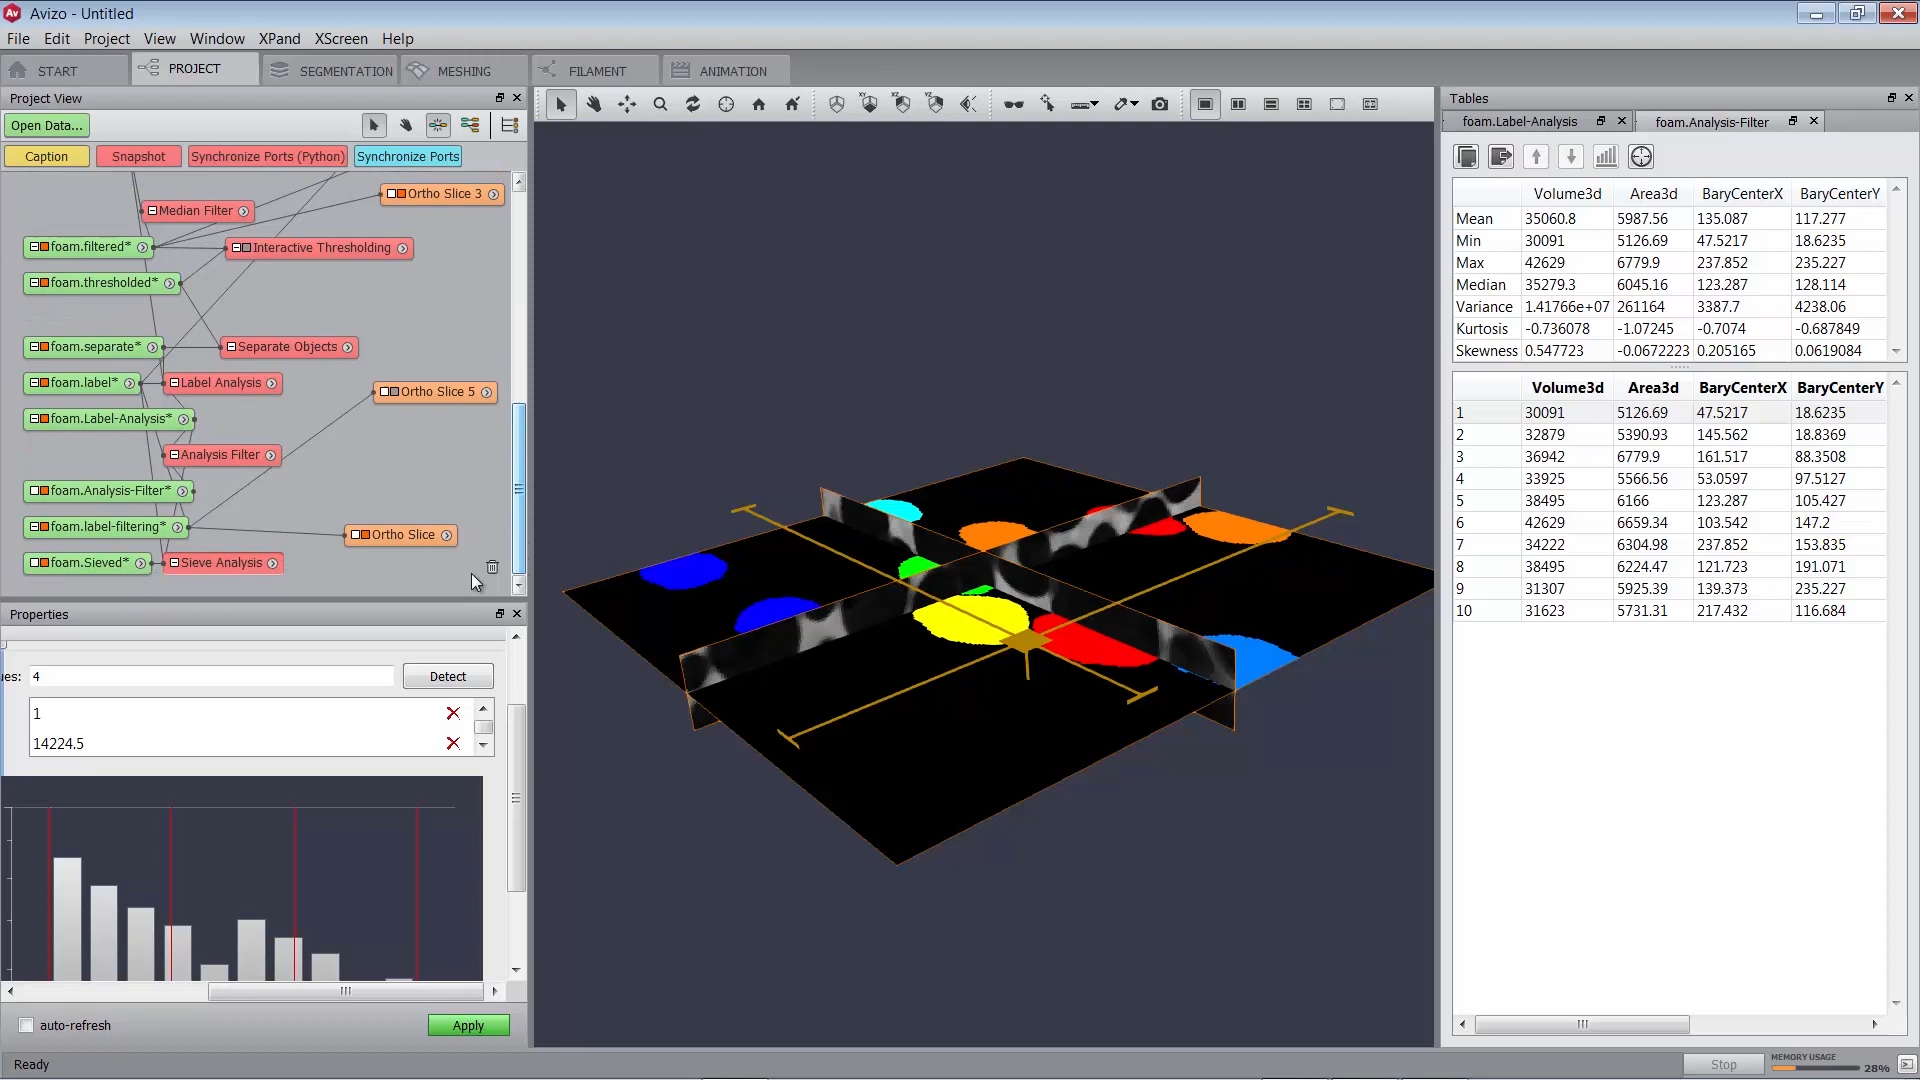 Av Avizo - Untitled
File Edit Project View Window XPand XScreen Help
START PROJECT SEGMENTATION MESHING FILAMENT ANIMATION
Project View
Open Data...
Caption Snapshot Synchronize Ports (Python) Synchronize Ports
Ortho Slice 3
Median Filter
foam.filtered* Interactive Thresholding
foam.thresholded*
foam.separate* Separate Objects
foam.label* Label Analysis Ortho Slice 5
foam.Label-Analysis*
Analysis Filter
foam.Analysis-Filter*
foam.label-filtering* Ortho Slice
foam.Sieved* Sieve Analysis
Properties
es: 4 Detect
1
14224.5
auto-refresh Apply
Ready
XY XZ YZ
Tables
foam.Label-Analysis foam.Analysis-Filter
Volume3d Area3d BaryCenterX BaryCenterY
Mean 35060.8 5987.56 135.087 117.277
Min 30091 5126.69 47.5217 18.6235
Max 42629 6779.9 237.852 235.227
Median 35279.3 6045.16 123.287 128.114
Variance 1.41766e+07 261164 3387.7 4238.06
Kurtosis -0.736078 -1.07245 -0.7074 -0.687849
Skewness 0.547723 -0.0672223 0.205165 0.0619084
Volume3d Area3d BaryCenterX BaryCenterY
1 30091 5126.69 47.5217 18.6235
2 32879 5390.93 145.562 18.8369
3 36942 6779.9 161.517 88.3508
4 33925 5566.56 53.0597 97.5127
5 38495 6166 123.287 105.427
6 42629 6659.34 103.542 147.2
7 34222 6304.98 237.852 153.835
8 38495 6224.47 121.723 191.071
9 31307 5925.39 139.373 235.227
10 31623 5731.31 217.432 116.684
Stop MEMORY USAGE 28%